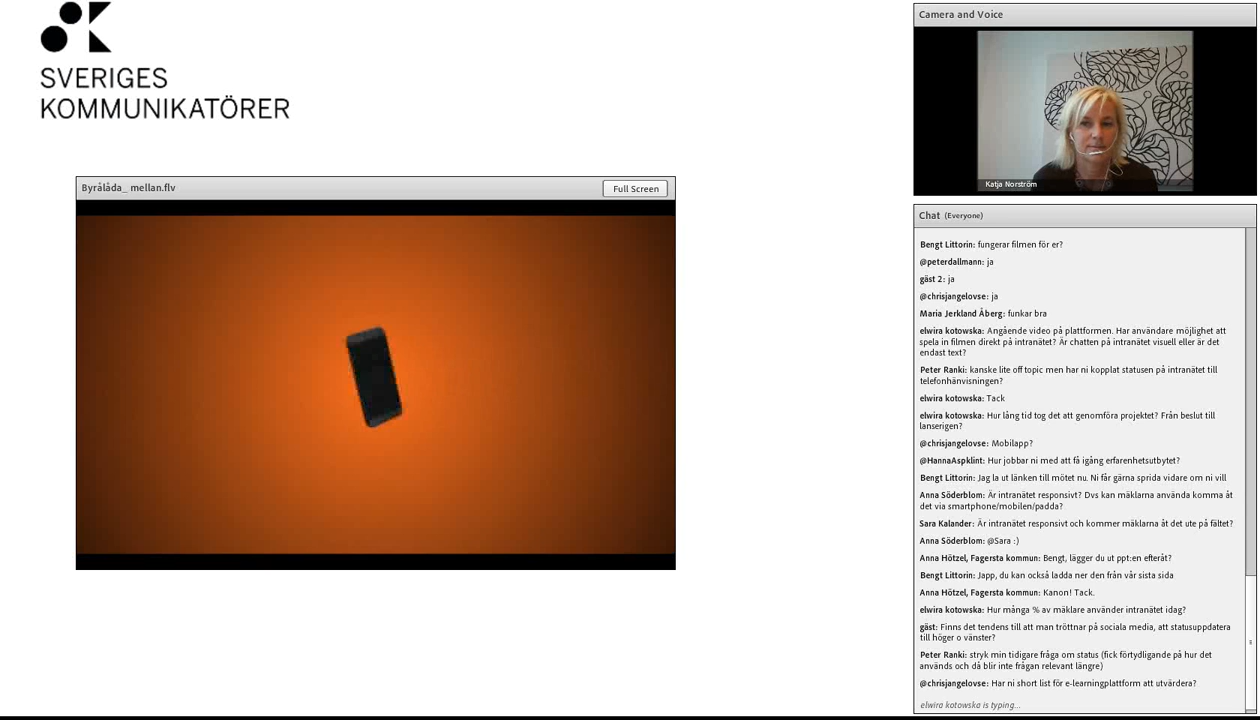 SVERIGES
KOMMUNIKATÖRER
Byrålåda_ mellan.flv
Full Screen
Camera and Voice
Katja Norström
Chat (Everyone)
Bengt Littorin: fungerar filmen för er?
@peterdallmann: ja
gäst 2: ja
@chrisjangelovse: ja
Maria Jerkland Åberg: funkar bra
elwira kotowska: Angående video på plattformen. Har användare möjlighet att
spela in filmen direkt på intranätet? Är chatten på intranätet visuell eller är det
endast text?
Peter Ranki: kanske lite off topic men har ni kopplat statusen på intranätet till
telefonhänvisningen?
elwira kotowska: Tack
elwira kotowska: Hur lång tid tog det att genomföra projektet? Från beslut till
lanserigen?
@chrisjangelovse: Mobilapp?
@HannaAspklint: Hur jobbar ni med att få igång erfarenhetsutbytet?
Bengt Littorin: Jag la ut länken till mötet nu. Ni får gärna sprida vidare om ni vill
Anna Söderblom: Är intranätet responsivt? Dvs kan mäklarna använda komma åt
det via smartphone/mobilen/padda?
Sara Kalander: Är intranätet responsivt och kommer mäklarna åt det ute på fältet?
Anna Söderblom: @Sara :)
Anna Hötzel, Fagersta kommun: Bengt, lägger du ut ppt:en efteråt?
Bengt Littorin: Japp, du kan också ladda ner den från vår sista sida
Anna Hötzel, Fagersta kommun: Kanon! Tack.
elwira kotowska: Hur många % av mäklare använder intranätet idag?
gäst: Finns det tendens till att man tröttnar på sociala media, att statusuppdatera
till höger o vänster?
Peter Ranki: stryk min tidigare fråga om status (fick förtydligande på hur det
används och då blir inte frågan relevant längre)
@chrisjangelovse: Har ni short list för e-learningplattform att utvärdera?
elwira kotowska is typing...